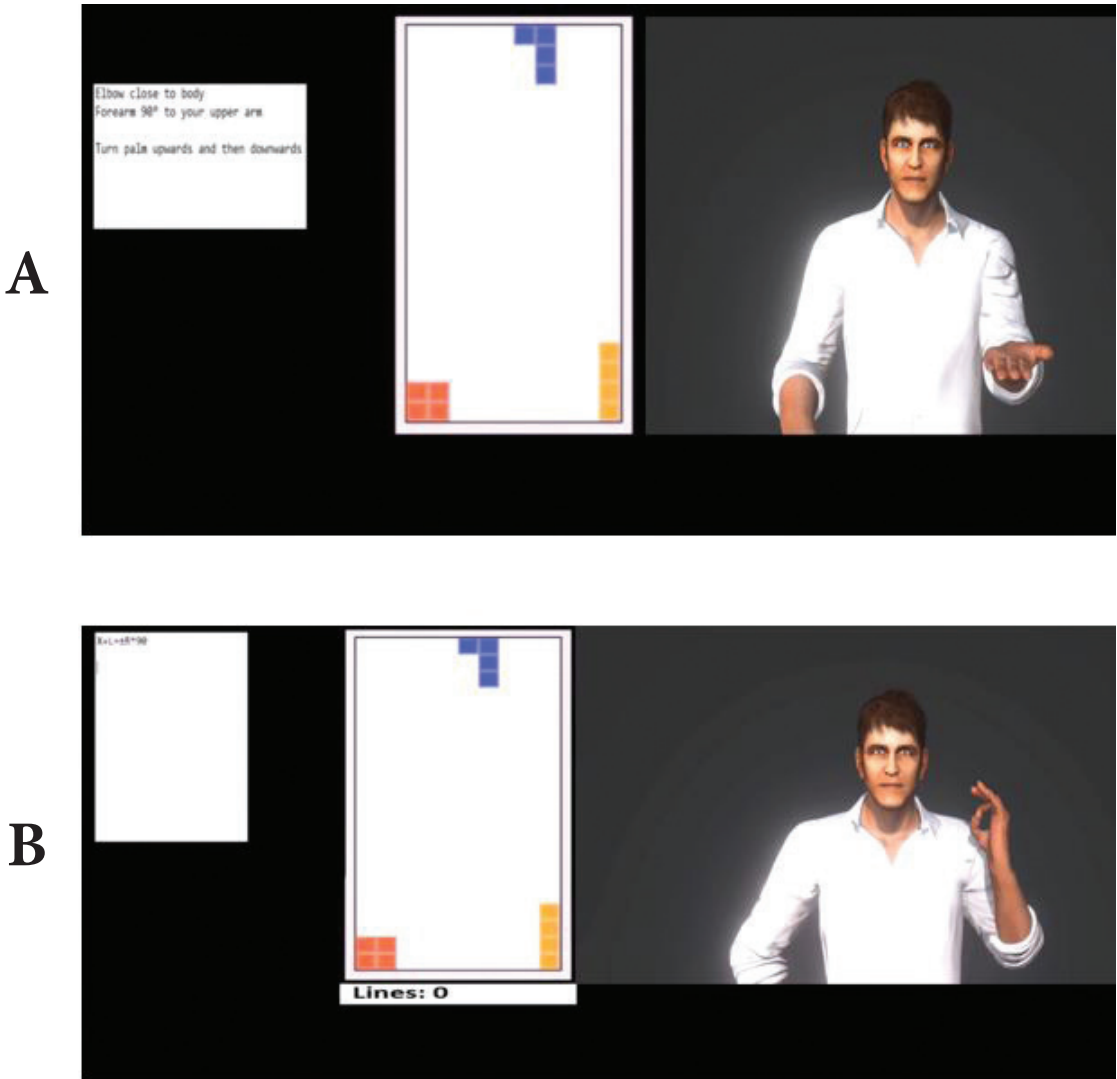 A
Elbow close to body
Forearm 90° to your upper arm
Turn palm upwards and then downwards
B
Lines: 0